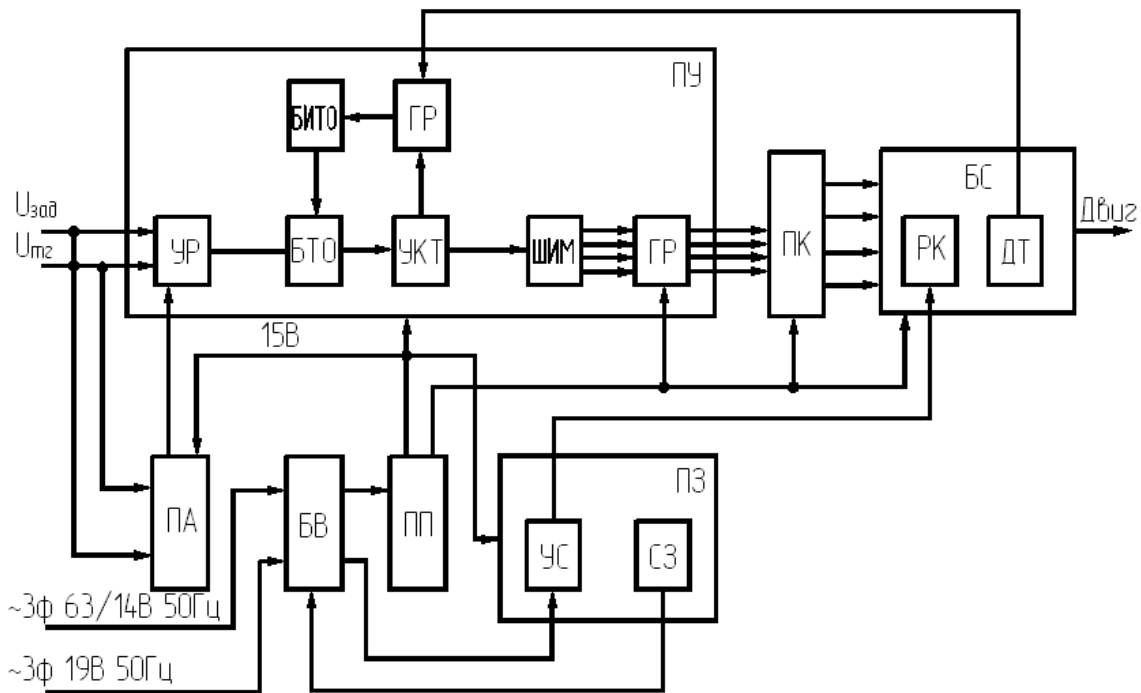 ПУ
БИТО
ГР
БС
Uзад
Uтг
УР
БТО
УКТ
ШИМ
ГР
ПК
РК
ДТ
Двиг
15В
ПА
БВ
ПП
ПЗ
УС
СЗ
~3ф 63/14В 50Гц
~3ф 19В 50Гц